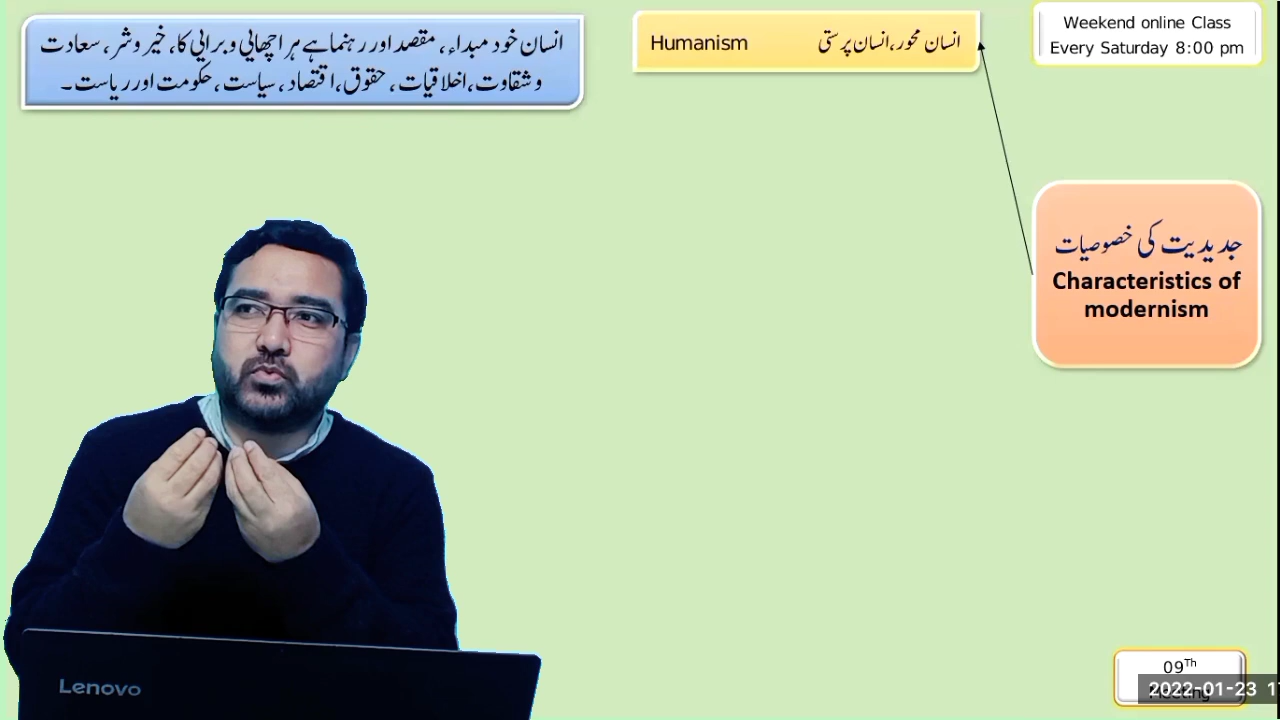 انسان خود مبداء، مقصد اور رہنما ہے ہر اچھایی و برایی کا، خیر و شر، سعادت
و شقاوت، اخلاقیات، حقوق، اقتصاد، سیاست، حکومت اور ریاست۔
Humanism انسان محور، انسان پرستی
Weekend online Class
Every Saturday 8:00 pm
جدیدیت کی خصوصیات
Characteristics of
modernism
Lenovo
09Th
2022-01-23